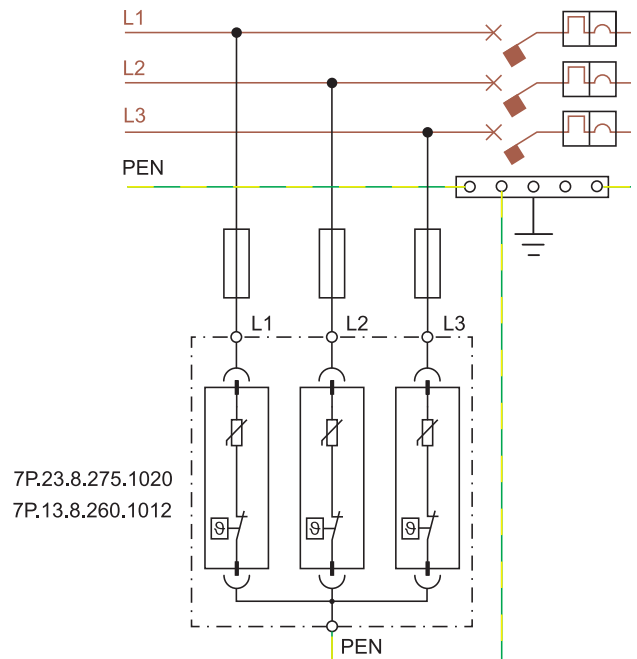 L1
L2
L3
PEN
L1 L2 L3
7P.23.8.275.1020
7P.13.8.260.1012
ϑ ϑ ϑ
PEN